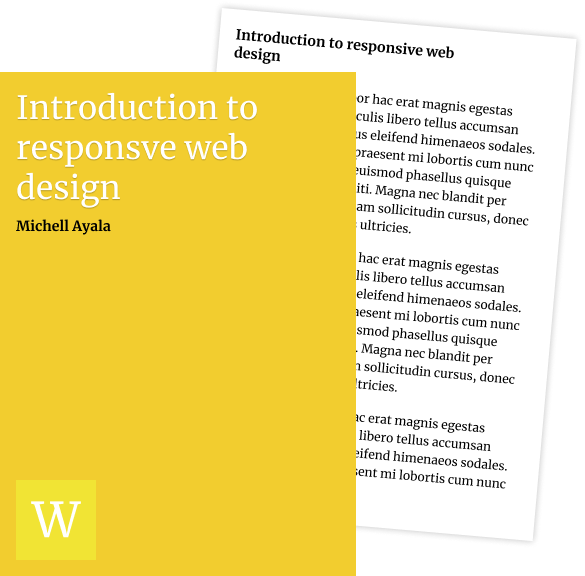 Introduction to responsive web
design
or hac erat magnis egestas
culis libero tellus accumsan
us eleifend himenaeos sodales.
praesent mi lobortis cum nunc
euismod phasellus quisque
iti. Magna nec blandit per
am sollicitudin cursus, donec
ultricies.
hac erat magnis egestas
lis libero tellus accumsan
eleifend himenaeos sodales.
aesent mi lobortis cum nunc
smod phasellus quisque
. Magna nec blandit per
n sollicitudin cursus, donec
ltricies.
ac erat magnis egestas
libero tellus accumsan
eifend himenaeos sodales.
sent mi lobortis cum nunc
Introduction to
responsve web
design
Michell Ayala
W